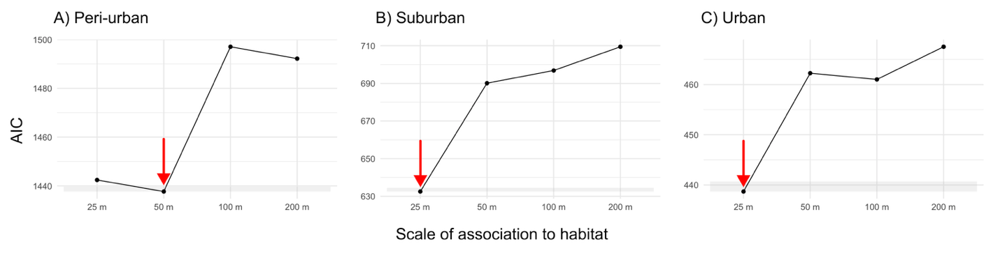 A) Peri-urban
B) Suburban
C) Urban
AIC
1500
1480
1460
1440
25 m
50 m
100 m
200 m
710
690
670
650
630
25 m
50 m
100 m
200 m
460
450
440
25 m
50 m
100 m
200 m
Scale of association to habitat